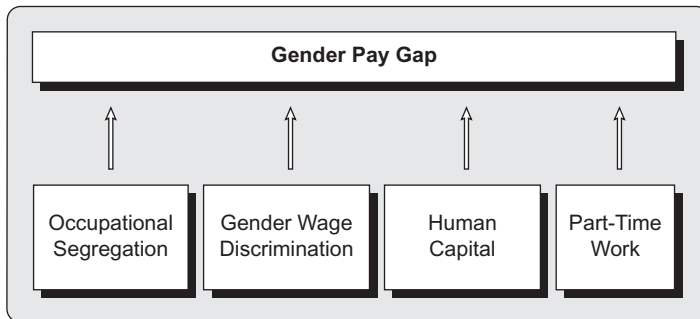 Gender Pay Gap
Occupational
Segregation
Gender Wage
Discrimination
Human
Capital
Part-Time
Work